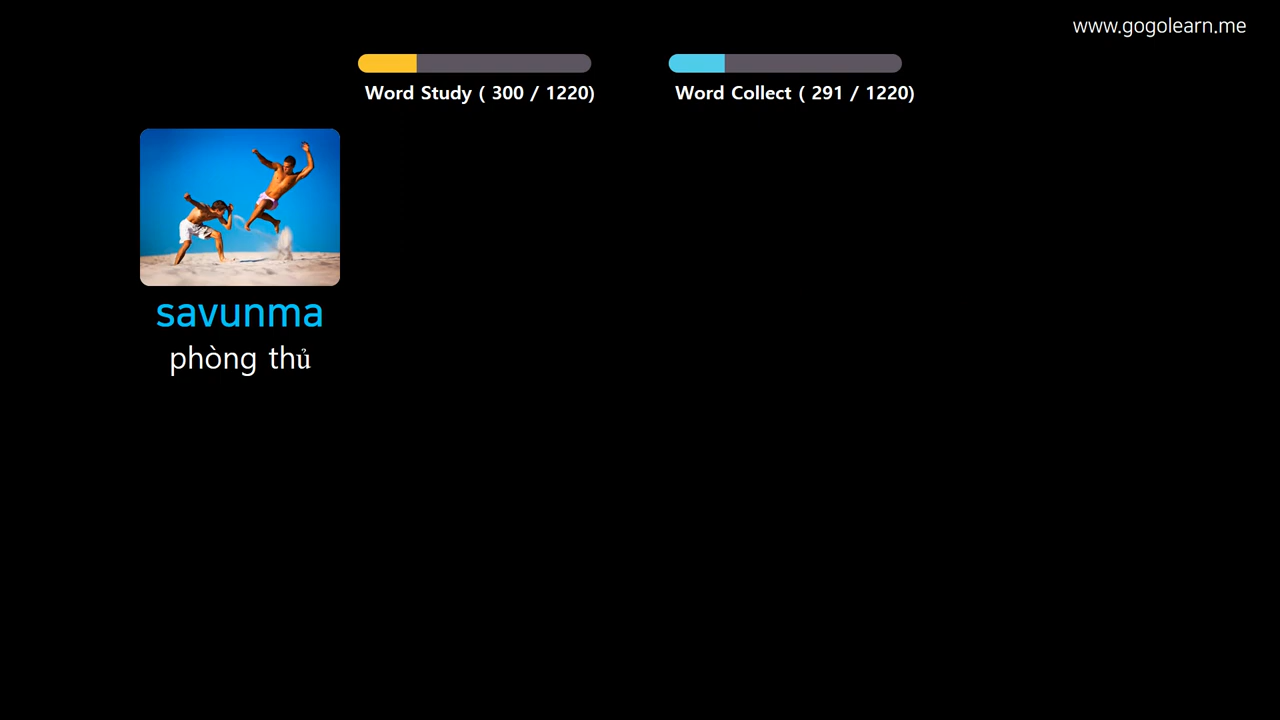 www.gogolearn.me
Word Study ( 300 / 1220)
Word Collect ( 291 / 1220)
savunma
phòng thủ